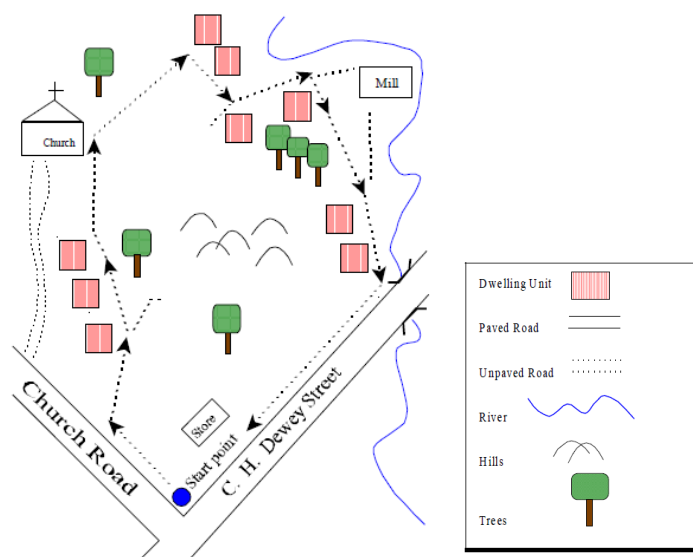 Mill
Church
Church Road
Store
Start point
C. H. Dewey Street
Dwelling Unit
Paved Road
Unpaved Road
River
Hills
Trees